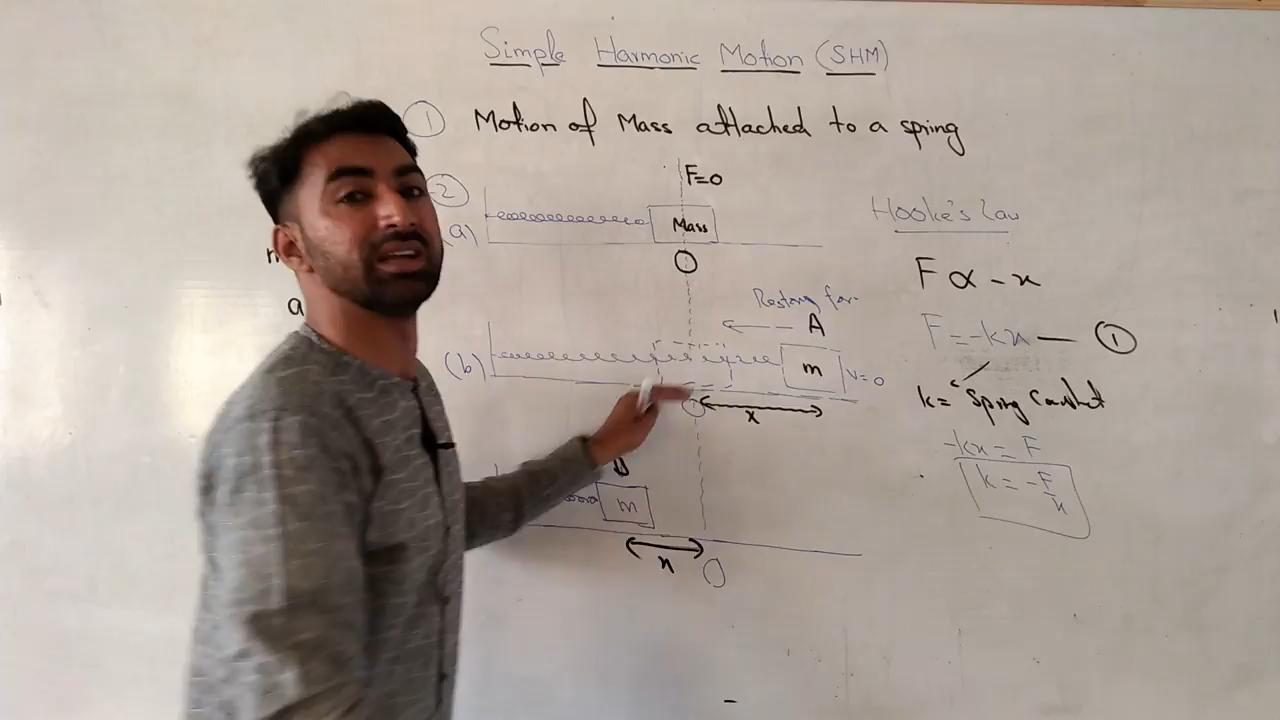 Simple Harmonic Motion (SHM)
① Motion of Mass attached to a spring
②
F=0
(a)
Mass
O
Hooke's Law
F ∝ -x
F = -kx — ①
k = Spring Constant
-kx = F
k = -F/x
Restoring for
A
(b)
m
V=0
O
x
m
x
O
a